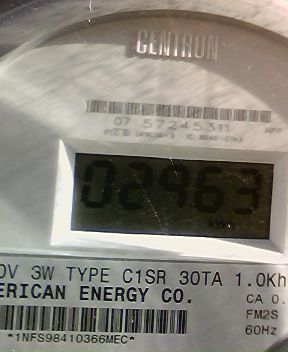 CENTRON®
07 57245311
02963
0V 3W TYPE C1SR 30TA 1.0Kh
ERICAN ENERGY CO.
CA 0.
FM2S
60Hz
*1NFS98410366MEC*